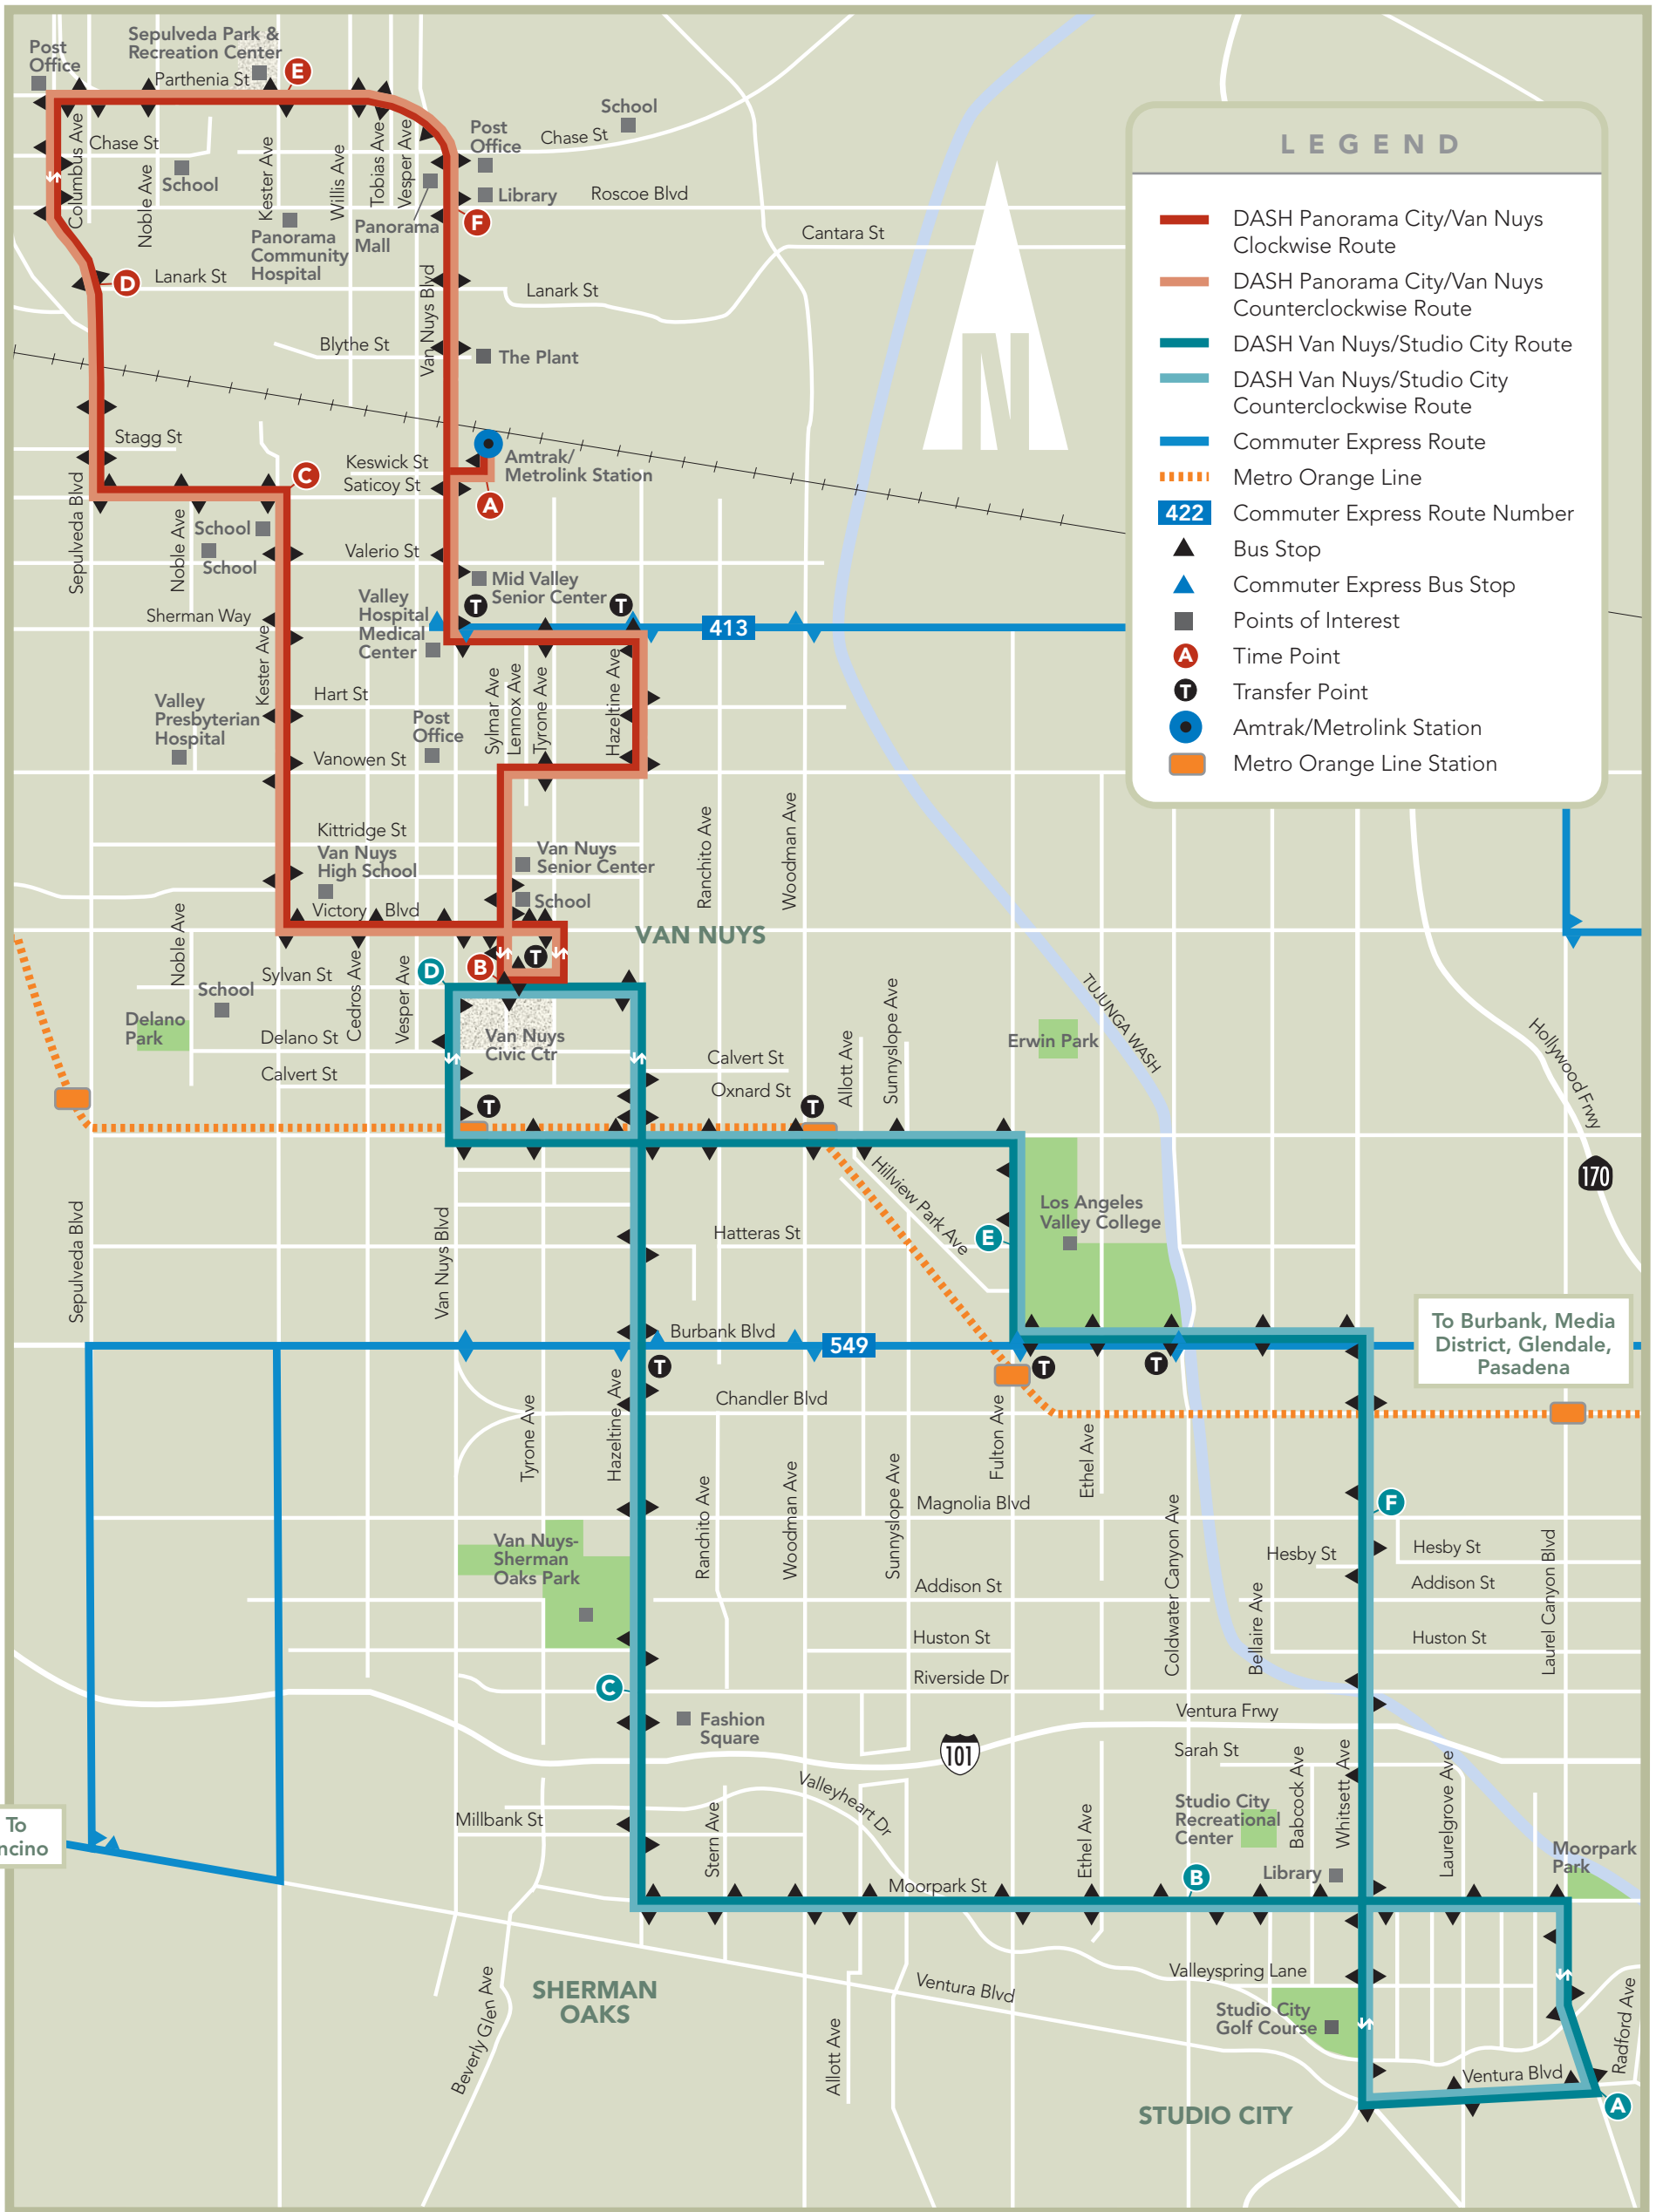 Post
Office
Sepulveda Park &
Recreation Center
E
Parthenia St
School
Post
Office
Chase St
Chase St
School
Columbus Ave
Noble Ave
Kester Ave
Willis Ave
Tobias Ave
Vesper Ave
Library
Roscoe Blvd
F
Panorama
Mall
Panorama
Community
Hospital
Cantara St
D
Lanark St
Lanark St
Van Nuys Blvd
Blythe St
The Plant
Stagg St
Keswick St
Amtrak/
Metrolink Station
Saticoy St
C
A
Sepulveda Blvd
Noble Ave
School
School
Valerio St
Mid Valley
Senior Center
T
T
Valley
Hospital
Medical
Center
Sherman Way
413
Kester Ave
Hart St
Valley
Presbyterian
Hospital
Post
Office
Sylmar Ave
Lennox Ave
Tyrone Ave
Hazeltine Ave
Vanowen St
Kittridge St
Van Nuys
High School
Van Nuys
Senior Center
School
Ranchito Ave
Woodman Ave
Victory Blvd
VAN NUYS
Noble Ave
Sylvan St
D
B
T
School
Cedros Ave
Vesper Ave
Delano
Park
Delano St
Van Nuys
Civic Ctr
Calvert St
Calvert St
Oxnard St
Allott Ave
Sunnyslope Ave
Erwin Park
TUJUNGA WASH
Hollywood Frwy
170
T
T
Hillview Park Ave
Los Angeles
Valley College
E
Sepulveda Blvd
Van Nuys Blvd
Hatteras St
Burbank Blvd
549
T
T
T
To Burbank, Media
District, Glendale,
Pasadena
Chandler Blvd
Tyrone Ave
Hazeltine Ave
Ranchito Ave
Woodman Ave
Sunnyslope Ave
Fulton Ave
Ethel Ave
Coldwater Canyon Ave
Bellaire Ave
Laurel Canyon Blvd
Magnolia Blvd
F
Van Nuys-
Sherman
Oaks Park
Hesby St
Hesby St
Addison St
Addison St
Huston St
Huston St
Riverside Dr
C
Fashion
Square
Ventura Frwy
101
Sarah St
Valleyheart Dr
Millbank St
Stern Ave
Ethel Ave
Studio City
Recreational
Center
Babcock Ave
Whitsett Ave
Laurelgrove Ave
Library
Moorpark
Park
B
Moorpark St
To
ncino
SHERMAN
OAKS
Beverly Glen Ave
Allott Ave
Ventura Blvd
Valleyspring Lane
Studio City
Golf Course
Radford Ave
Ventura Blvd
A
STUDIO CITY
N
LEGEND
DASH Panorama City/Van Nuys
Clockwise Route
DASH Panorama City/Van Nuys
Counterclockwise Route
DASH Van Nuys/Studio City Route
DASH Van Nuys/Studio City
Counterclockwise Route
Commuter Express Route
Metro Orange Line
422 Commuter Express Route Number
Bus Stop
Commuter Express Bus Stop
Points of Interest
A Time Point
T Transfer Point
Amtrak/Metrolink Station
Metro Orange Line Station